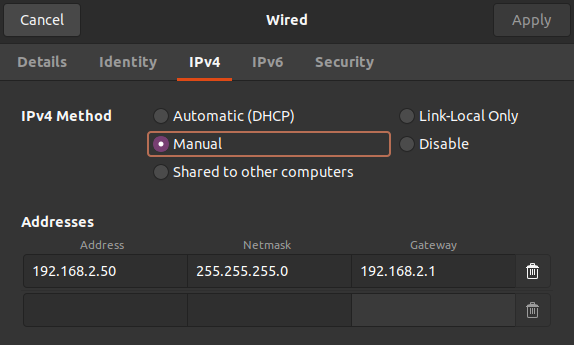 Cancel Wired Apply
Details Identity IPv4 IPv6 Security
IPv4 Method Automatic (DHCP) Link-Local Only
Manual Disable
Shared to other computers
Addresses
Address Netmask Gateway
192.168.2.50 255.255.255.0 192.168.2.1